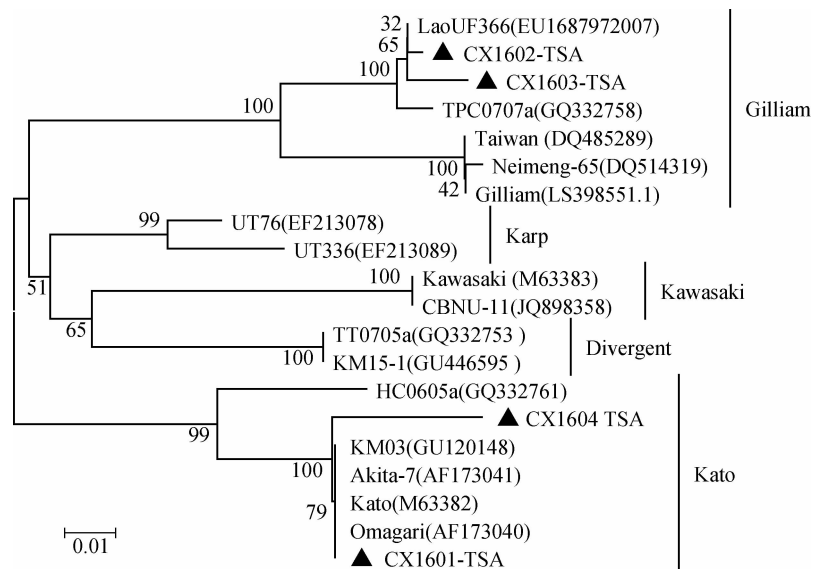 32
LaoUF366(EU1687972007)
65
▲ CX1602-TSA
100
▲ CX1603-TSA
100
TPC0707a(GQ332758)
Gilliam
Taiwan (DQ485289)
100
Neimeng-65(DQ514319)
42
Gilliam(LS398551.1)
99
UT76(EF213078)
Karp
UT336(EF213089)
51
100
Kawasaki (M63383)
Kawasaki
CBNU-11(JQ898358)
65
TT0705a(GQ332753 )
Divergent
100
KM15-1(GU446595 )
HC0605a(GQ332761)
99
▲ CX1604 TSA
KM03(GU120148)
100
Akita-7(AF173041)
Kato
Kato(M63382)
79
Omagari(AF173040)
0.01
▲ CX1601-TSA